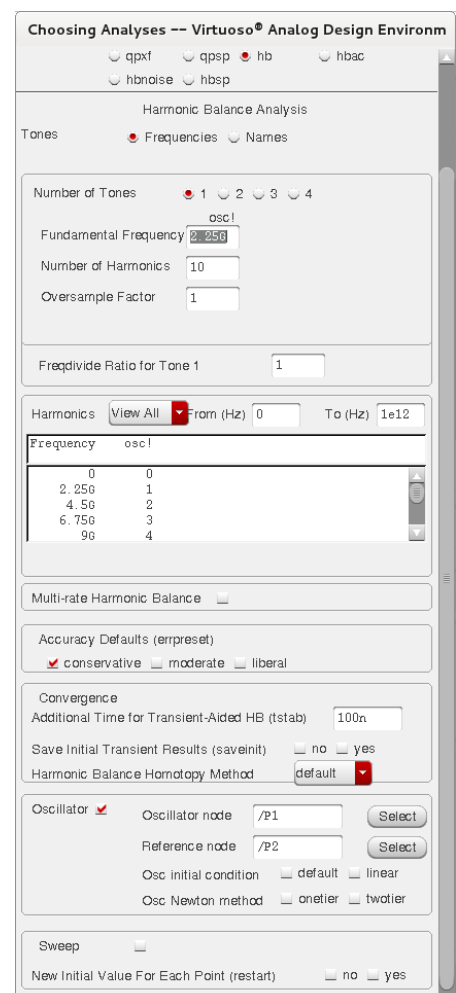 Choosing Analyses -- Virtuoso® Analog Design Environm
qpxf qpsp hb hbac
hbnoise hbsp
Harmonic Balance Analysis
Tones Frequencies Names
Number of Tones 1 2 3 4
osc!
Fundamental Frequency 2.25G
Number of Harmonics 10
Oversample Factor 1
Freqdivide Ratio for Tone 1 1
Harmonics View All From (Hz) 0 To (Hz) 1e12
Frequency osc!
0 0
2.25G 1
4.5G 2
6.75G 3
9G 4
Multi-rate Harmonic Balance
Accuracy Defaults (errpreset)
conservative moderate liberal
Convergence
Additional Time for Transient-Aided HB (tstab) 100n
Save Initial Transient Results (saveinit) no yes
Harmonic Balance Homotopy Method default
Oscillator Oscillator node /P1 Select
Reference node /P2 Select
Osc initial condition default linear
Osc Newton method onetier twotier
Sweep
New Initial Value For Each Point (restart) no yes